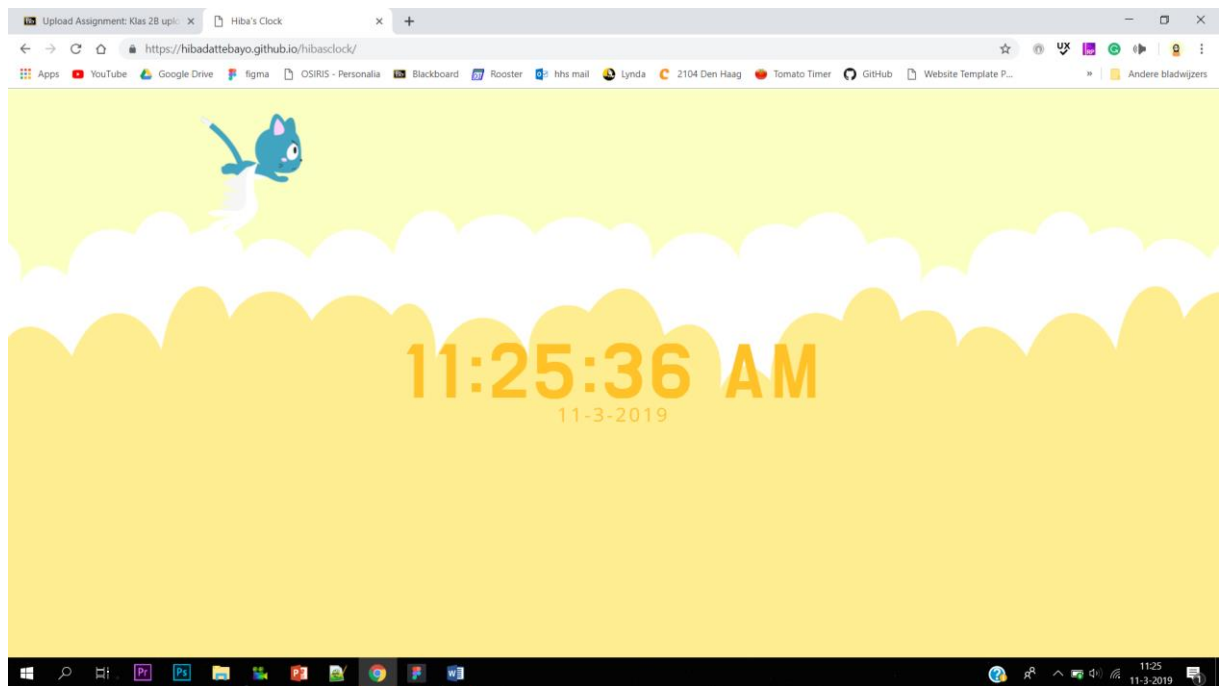 Upload Assignment: Klas 2B uplo
Hiba's Clock
https://hibadattebayo.github.io/hibasclock/
Apps YouTube Google Drive figma OSIRIS - Personalia Blackboard Rooster hhs mail Lynda 2104 Den Haag Tomato Timer GitHub Website Template P... » Andere bladwijzers
11:25:36 AM
11-3-2019
Pr Ps
11:25
11-3-2019